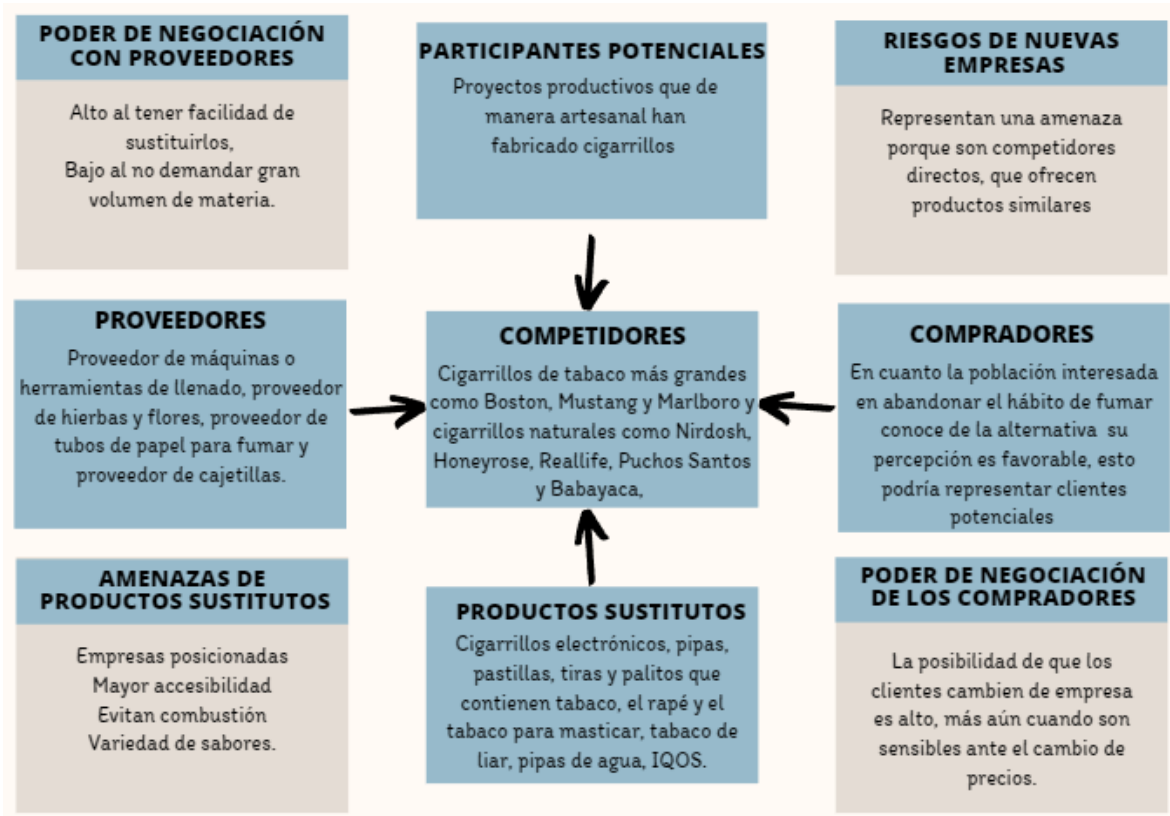 PODER DE NEGOCIACIÓN
CON PROVEEDORES
Alto al tener facilidad de
sustituirlos,
Bajo al no demandar gran
volumen de materia.
PARTICIPANTES POTENCIALES
Proyectos productivos que de
manera artesanal han
fabricado cigarrillos
RIESGOS DE NUEVAS
EMPRESAS
Representan una amenaza
porque son competidores
directos, que ofrecen
productos similares
PROVEEDORES
Proveedor de máquinas o
herramientas de llenado, proveedor
de hierbas y flores, proveedor de
tubos de papel para fumar y
proveedor de cajetillas.
COMPETIDORES
Cigarrillos de tabaco más grandes
como Boston, Mustang y Marlboro y
cigarrillos naturales como Nirdosh,
Honeyrose, Reallife, Puchos Santos
y Babayaca,
COMPRADORES
En cuanto la población interesada
en abandonar el hábito de fumar
conoce de la alternativa su
percepción es favorable, esto
podría representar clientes
potenciales
AMENAZAS DE
PRODUCTOS SUSTITUTOS
Empresas posicionadas
Mayor accesibilidad
Evitan combustión
Variedad de sabores.
PRODUCTOS SUSTITUTOS
Cigarrillos electrónicos, pipas,
pastillas, tiras y palitos que
contienen tabaco, el rapé y el
tabaco para masticar, tabaco de
liar, pipas de agua, IQOS.
PODER DE NEGOCIACIÓN
DE LOS COMPRADORES
La posibilidad de que los
clientes cambien de empresa
es alto, más aún cuando son
sensibles ante el cambio de
precios.